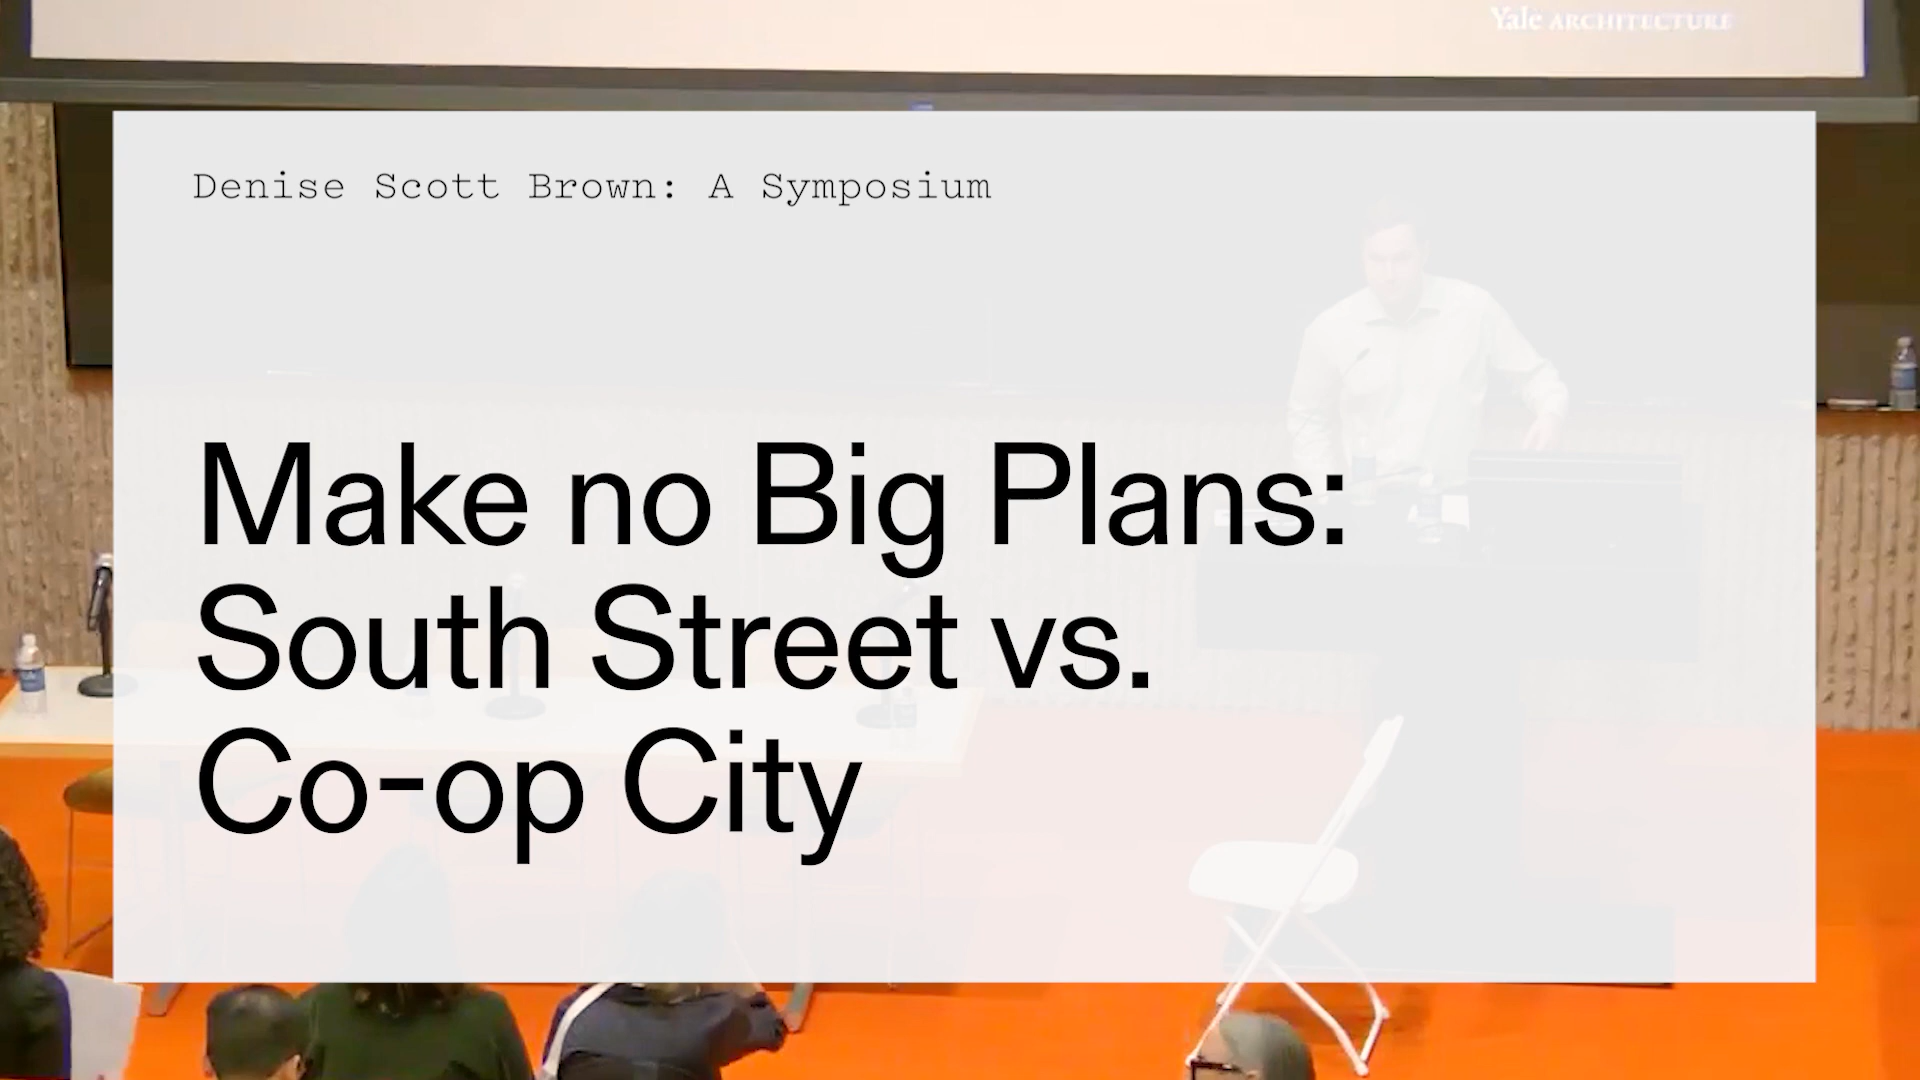 Yale ARCHITECTURE
Denise Scott Brown: A Symposium
Make no Big Plans:
South Street vs.
Co-op City